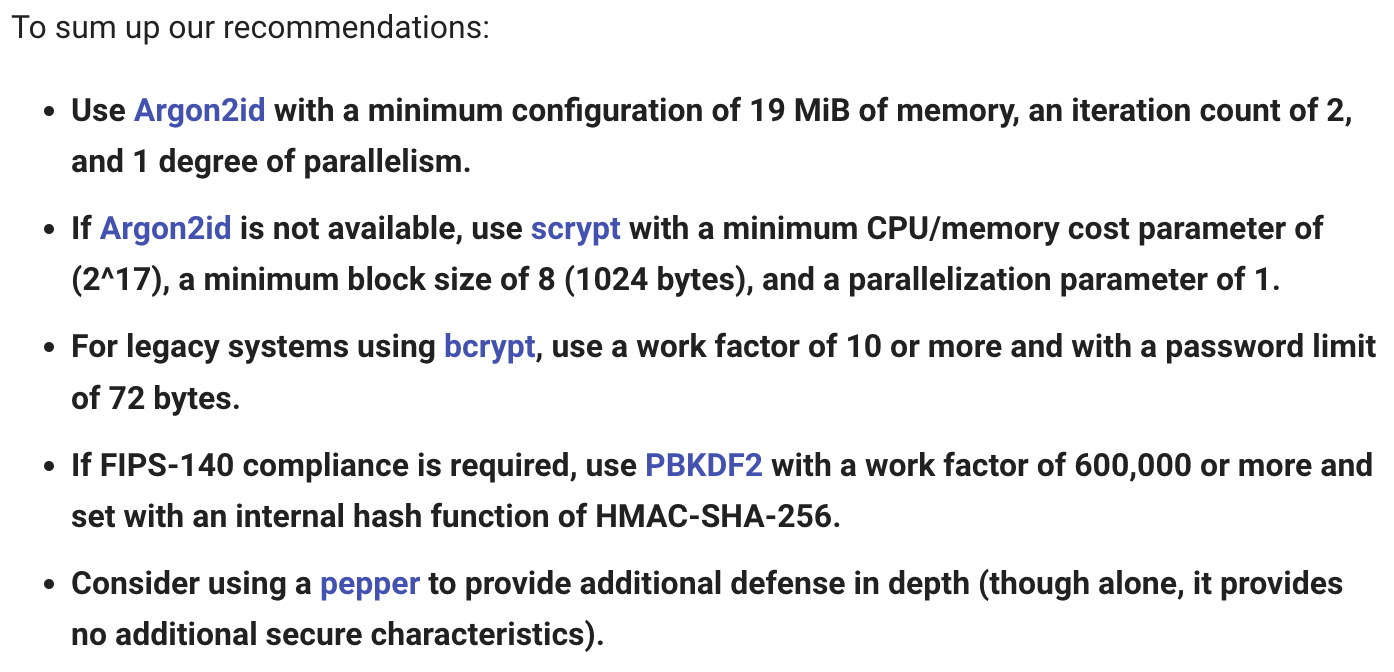 To sum up our recommendations:
• Use Argon2id with a minimum configuration of 19 MiB of memory, an iteration count of 2,
and 1 degree of parallelism.
• If Argon2id is not available, use scrypt with a minimum CPU/memory cost parameter of
(2^17), a minimum block size of 8 (1024 bytes), and a parallelization parameter of 1.
• For legacy systems using bcrypt, use a work factor of 10 or more and with a password limit
of 72 bytes.
• If FIPS-140 compliance is required, use PBKDF2 with a work factor of 600,000 or more and
set with an internal hash function of HMAC-SHA-256.
• Consider using a pepper to provide additional defense in depth (though alone, it provides
no additional secure characteristics).